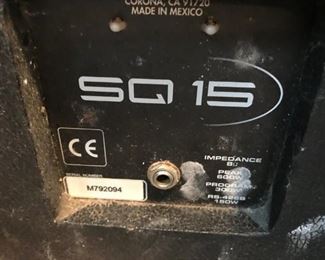 CORONA, CA 91720
MADE IN MEXICO
SQ 15
CE
SERIAL NUMBER
M792094
IMPEDANCE
8Ω
PEAK
600W
PROGRAM
300W
RS-426B
150W